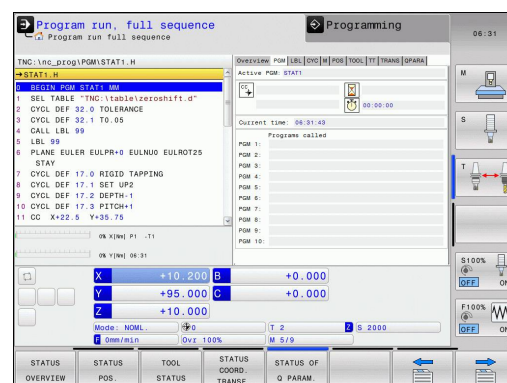 Program run, full sequence
Programming
Program run full sequence
06:31
TNC:\nc_prog\PGM\STAT1.H
→STAT1.H
0 BEGIN PGM STAT1 MM
1 SEL TABLE "TNC:\table\zeroshift.d"
2 CYCL DEF 32.0 TOLERANCE
3 CYCL DEF 32.1 T0.05
4 CALL LBL 99
5 LBL 99
6 PLANE EULER EULPR+0 EULNU0 EULROT25
STAY
7 CYCL DEF 17.0 RIGID TAPPING
8 CYCL DEF 17.1 SET UP2
9 CYCL DEF 17.2 DEPTH-1
10 CYCL DEF 17.3 PITCH+1
11 CC X+22.5 Y+35.75
Overview PGM LBL CYC M POS TOOL TT TRANS QPARA
Active PGM: STAT1
CC
00:00:00
Current time: 06:31:43
Programs called
PGM 1:
PGM 2:
PGM 3:
PGM 4:
PGM 5:
PGM 6:
PGM 7:
PGM 8:
PGM 9:
PGM 10:
0% X[Nm] P1 -T1
0% Y[Nm] 06:31
X +10.200 B +0.000
Y +95.000 C +0.000
Z +10.000
Mode: NOML. 0 T 2 Z S 2000
F 0mm/min Ovr 100% M 5/9
M
S
T
S100%
OFF ON
F100%
OFF ON
STATUS OVERVIEW
STATUS POS.
TOOL STATUS
STATUS COORD. TRANSF.
STATUS OF Q PARAM.